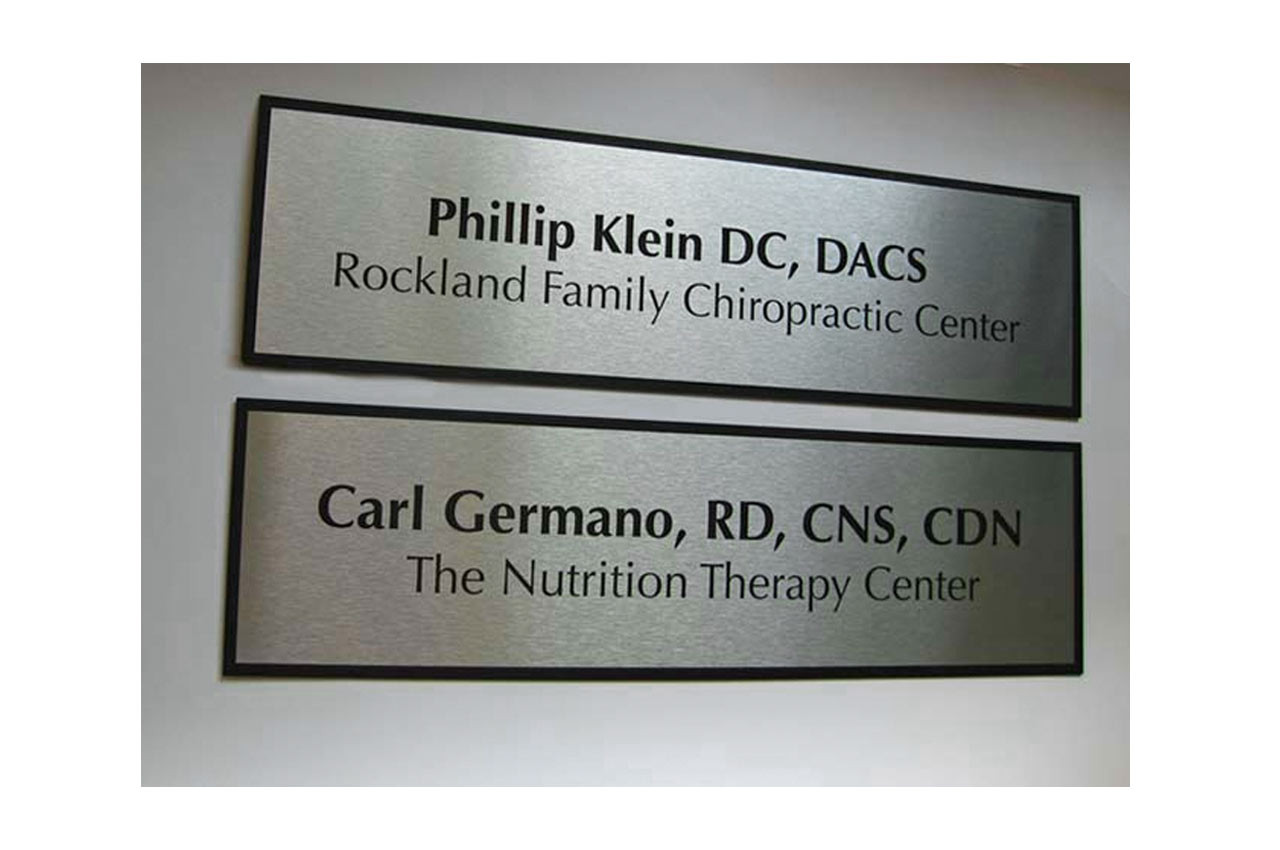 Phillip Klein DC, DACS
Rockland Family Chiropractic Center
Carl Germano, RD, CNS, CDN
The Nutrition Therapy Center